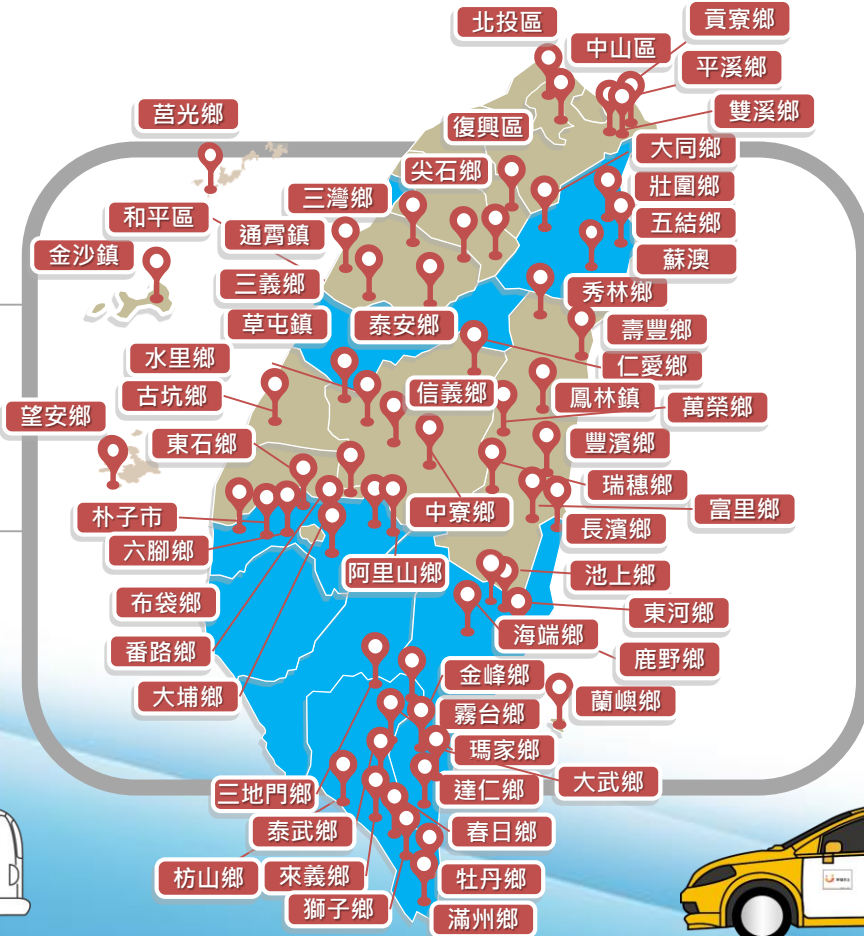 北投區
貢寮鄉
中山區
平溪鄉
莒光鄉
雙溪鄉
復興區
大同鄉
尖石鄉
壯圍鄉
三灣鄉
和平區
五結鄉
通霄鎮
金沙鎮
蘇澳
三義鄉
秀林鄉
草屯鎮
泰安鄉
壽豐鄉
水里鄉
仁愛鄉
古坑鄉
信義鄉
鳳林鎮
萬榮鄉
望安鄉
東石鄉
豐濱鄉
瑞穗鄉
中寮鄉
富里鄉
朴子市
長濱鄉
六腳鄉
阿里山鄉
池上鄉
布袋鄉
東河鄉
海端鄉
番路鄉
鹿野鄉
金峰鄉
大埔鄉
蘭嶼鄉
霧台鄉
瑪家鄉
大武鄉
三地門鄉
達仁鄉
泰武鄉
春日鄉
枋山鄉
來義鄉
牡丹鄉
獅子鄉
滿州鄉